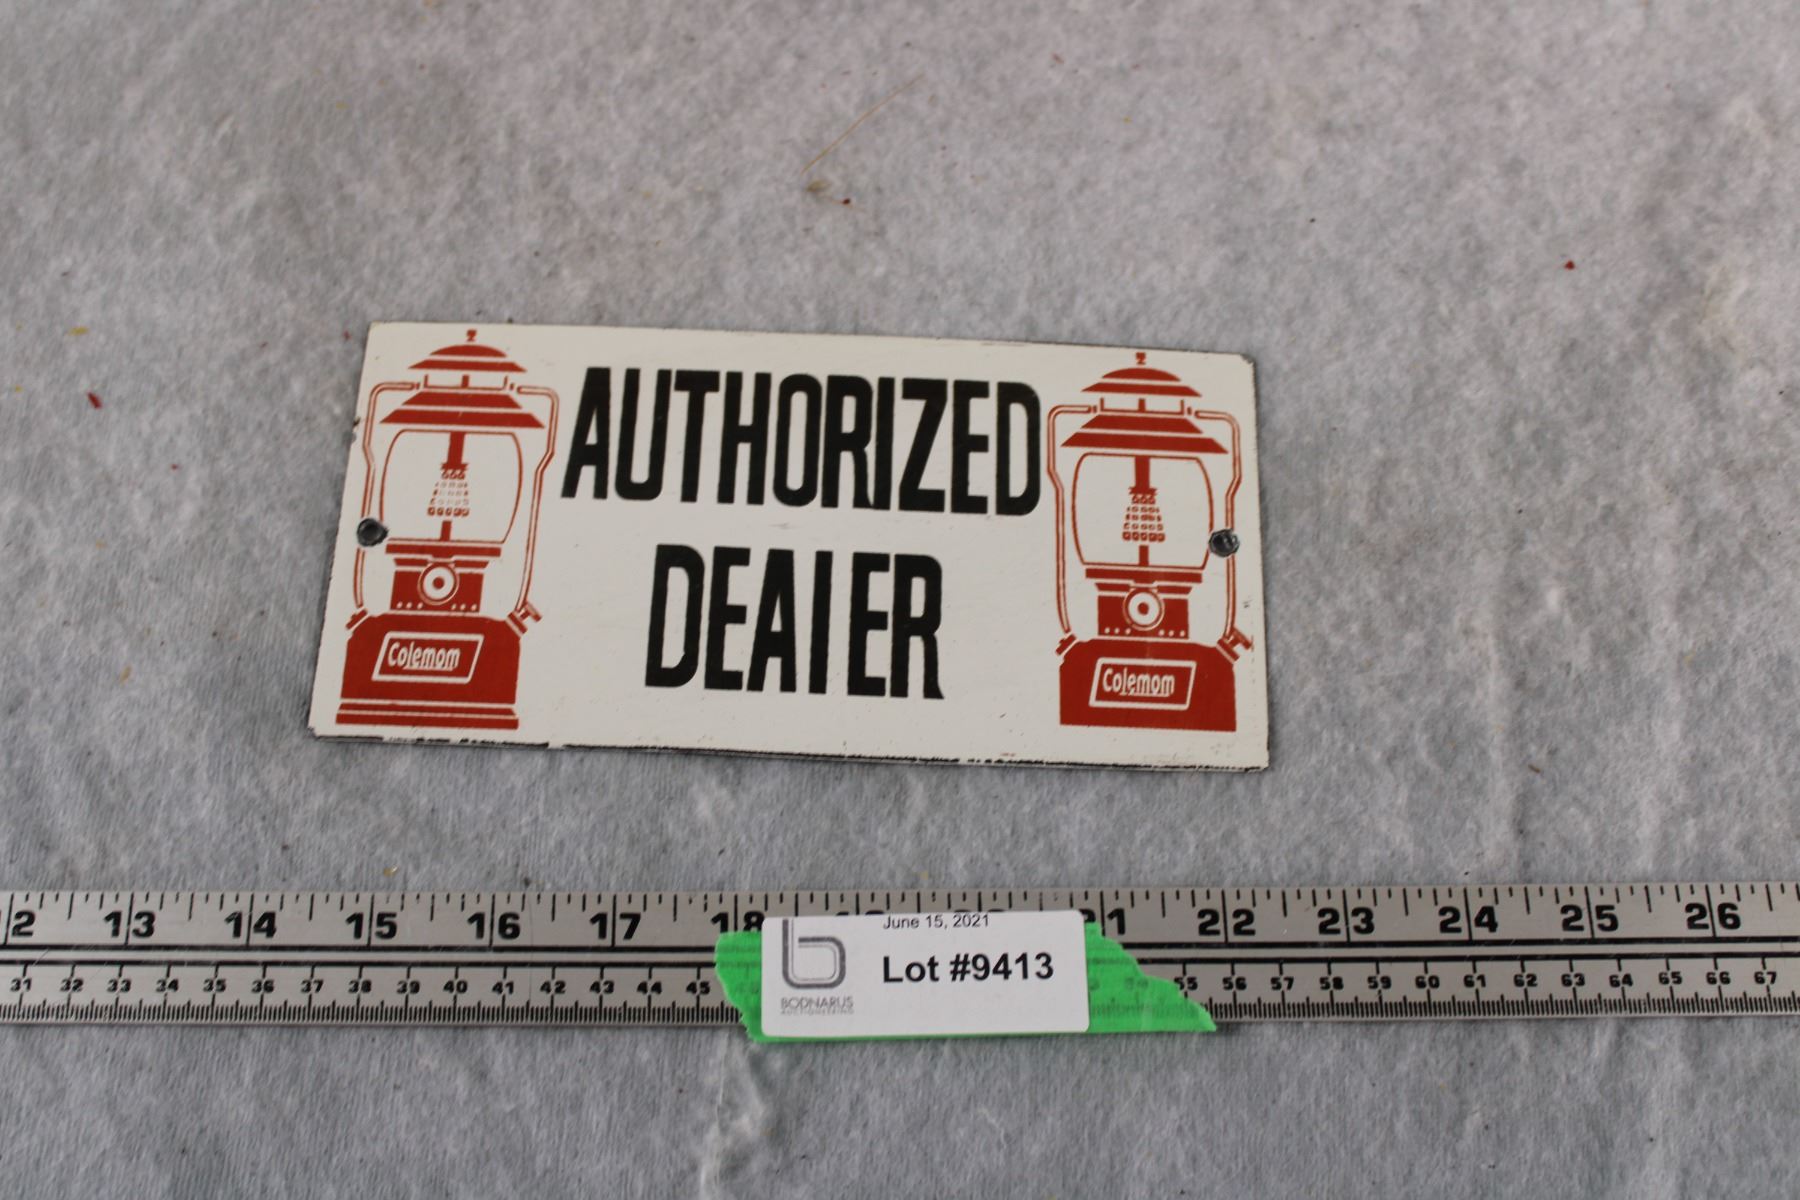 AUTHORIZED
DEAIER
Colemom
Colemom
12 13 14 15 16 17 18 21 22 23 24 25 26
31 32 33 34 35 36 37 38 39 40 41 42 43 44 45 55 56 57 58 59 60 61 62 63 64 65 66 67
June 15, 2021
Lot #9413
BODNARUS
AUCTIONEERING